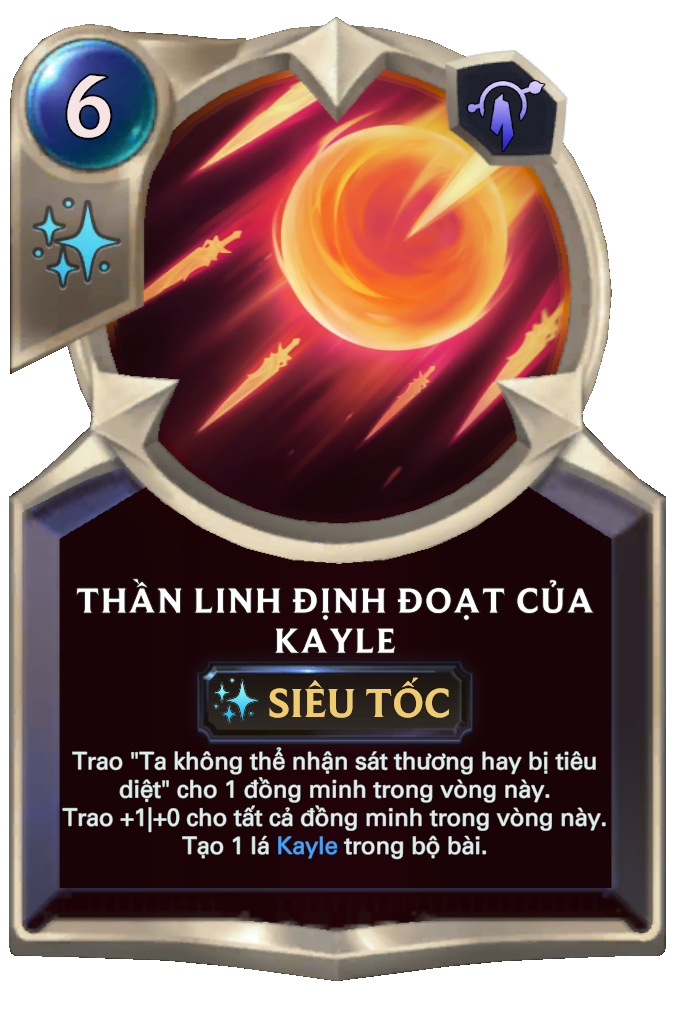 6
THẦN LINH ĐỊNH ĐOẠT CỦA
KAYLE
SIÊU TỐC
Trao "Ta không thể nhận sát thương hay bị tiêu
diệt" cho 1 đồng minh trong vòng này.
Trao +1|+0 cho tất cả đồng minh trong vòng này.
Tạo 1 lá Kayle trong bộ bài.